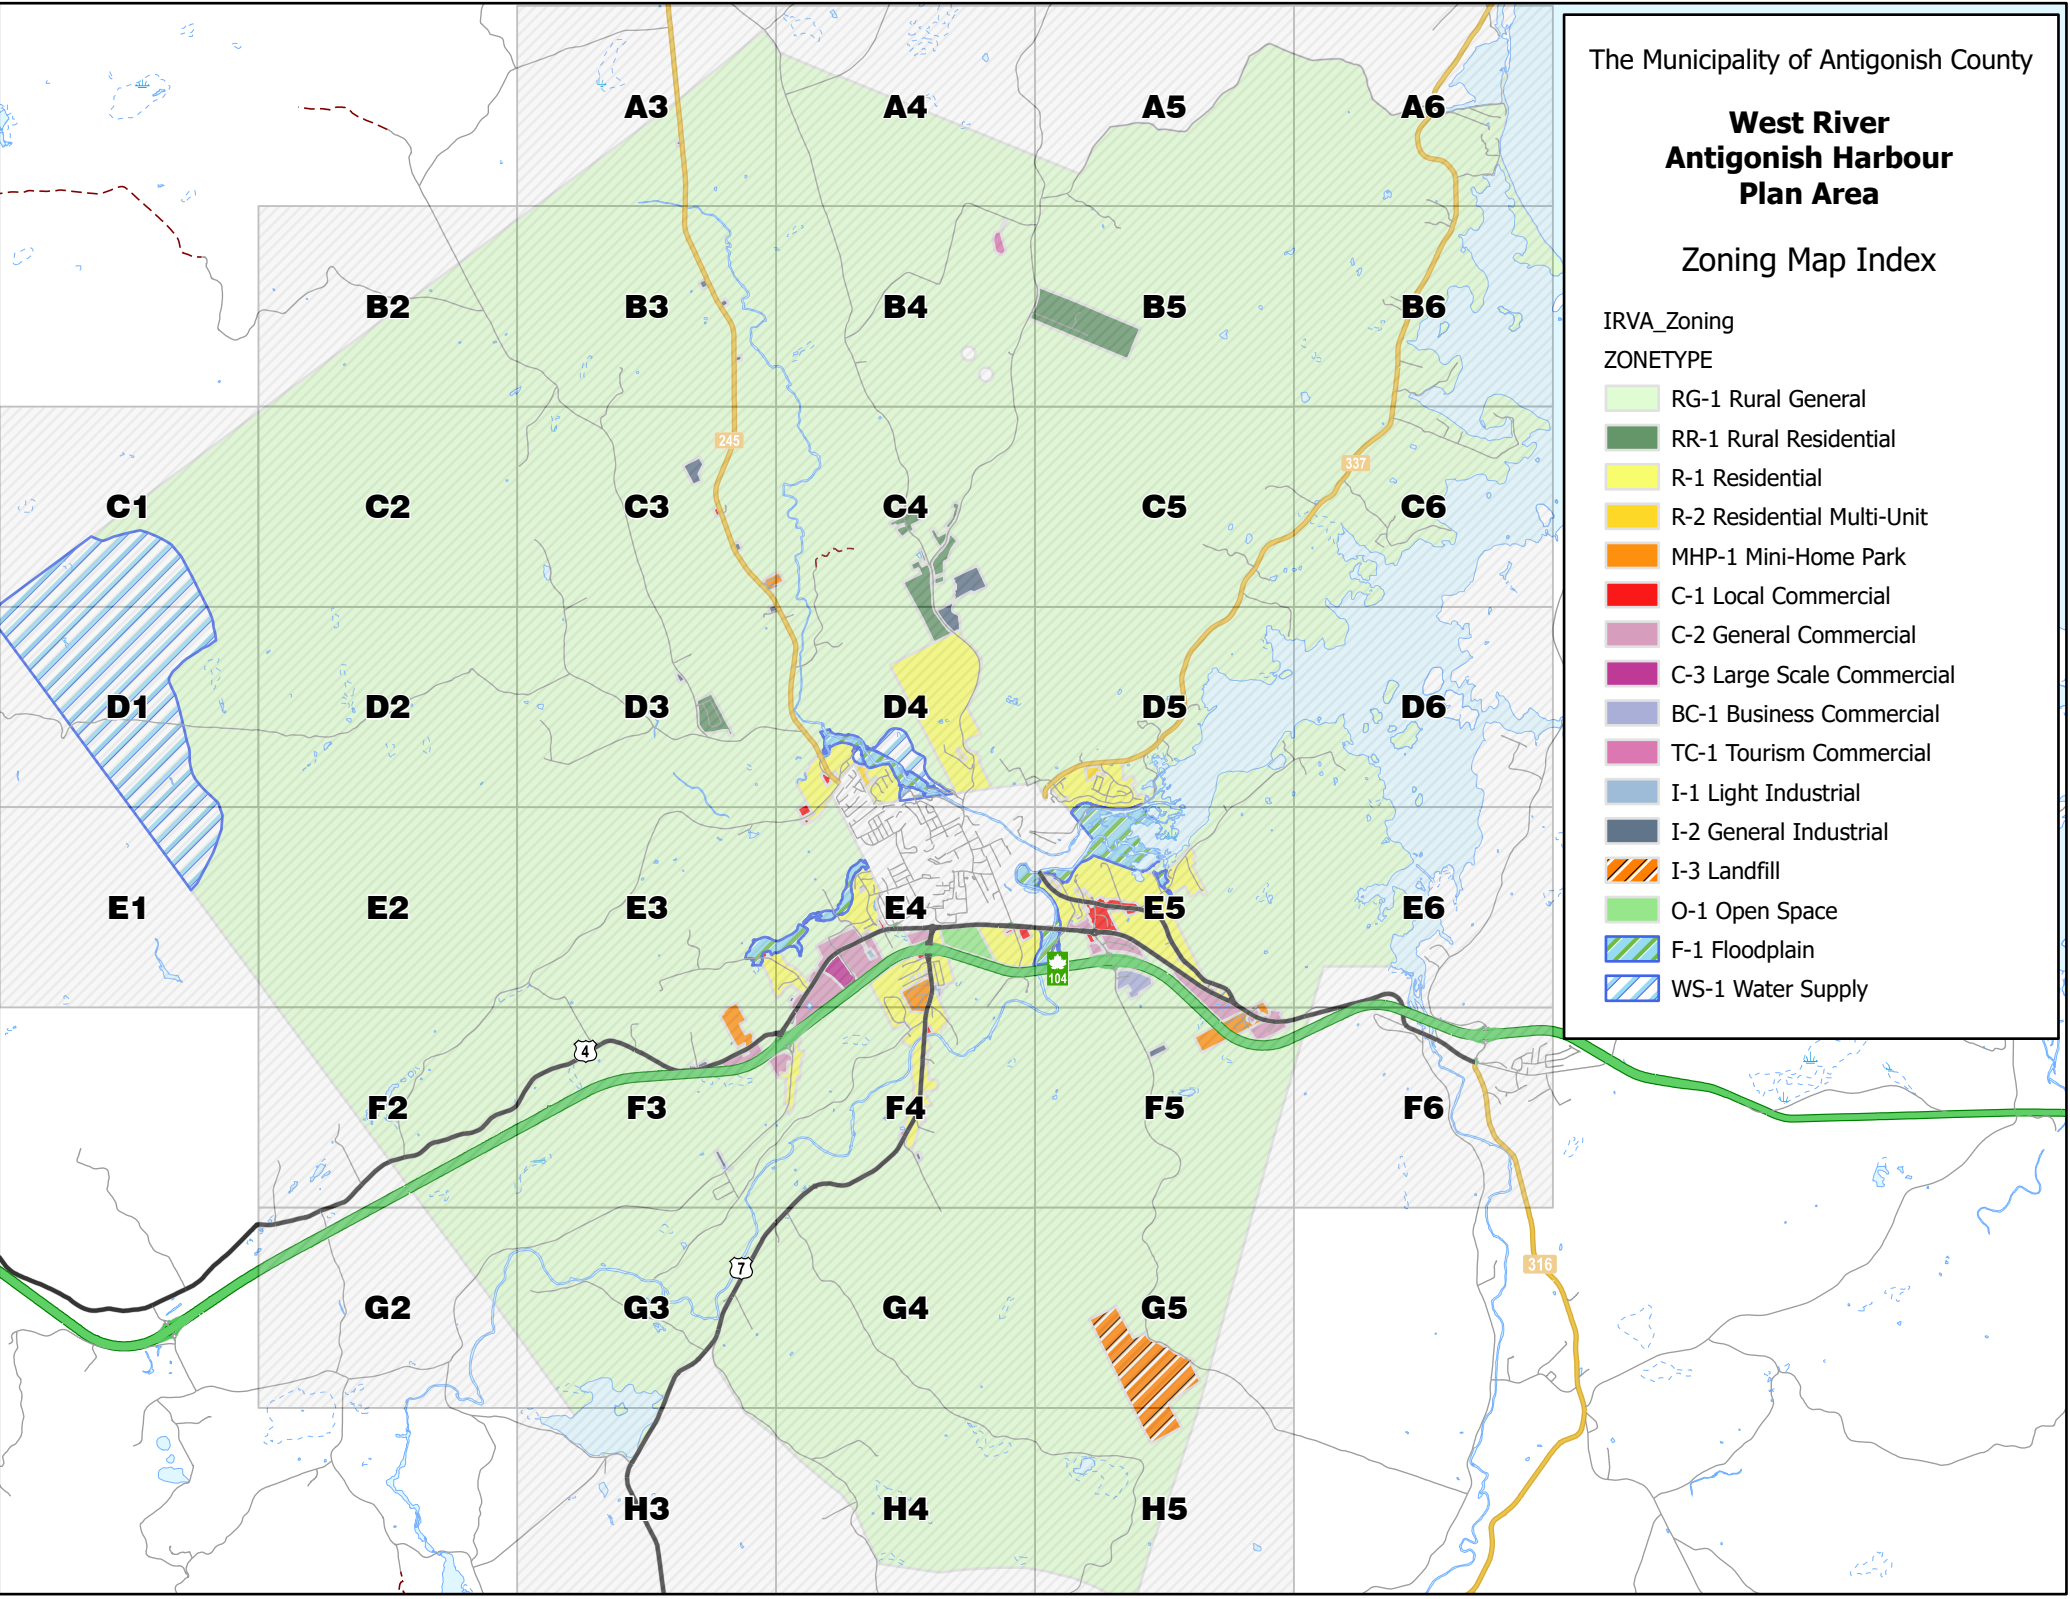 The Municipality of Antigonish County
West River
Antigonish Harbour
Plan Area
Zoning Map Index
IRVA_Zoning
ZONETYPE
RG-1 Rural General
RR-1 Rural Residential
R-1 Residential
R-2 Residential Multi-Unit
MHP-1 Mini-Home Park
C-1 Local Commercial
C-2 General Commercial
C-3 Large Scale Commercial
BC-1 Business Commercial
TC-1 Tourism Commercial
I-1 Light Industrial
I-2 General Industrial
I-3 Landfill
O-1 Open Space
F-1 Floodplain
WS-1 Water Supply
A3 A4 A5 A6
B2 B3 B4 B5 B6
245
337
C1 C2 C3 C4 C5 C6
D1 D2 D3 D4 D5 D6
E1 E2 E3 E4 E5 E6
104
4
F2 F3 F4 F5 F6
7
316
G2 G3 G4 G5
H3 H4 H5